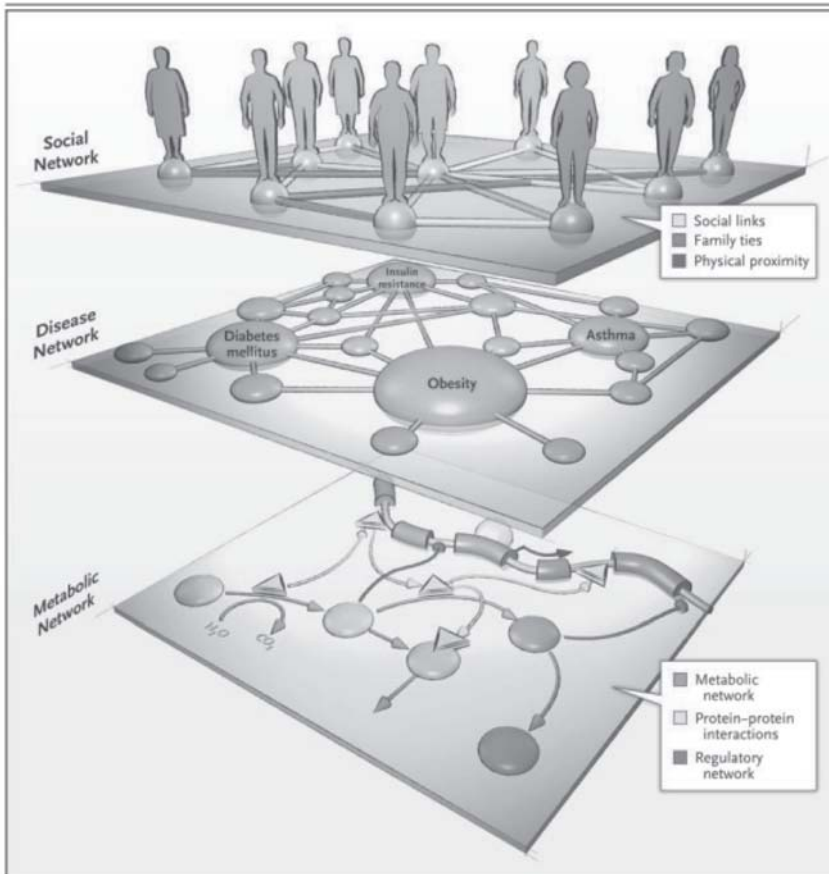 Social
Network
Social links
Family ties
Physical proximity
Disease
Network
Insulin
resistance
Diabetes
mellitus
Asthma
Obesity
Metabolic
Network
H₂O
CO₂
Metabolic
network
Protein–protein
interactions
Regulatory
network